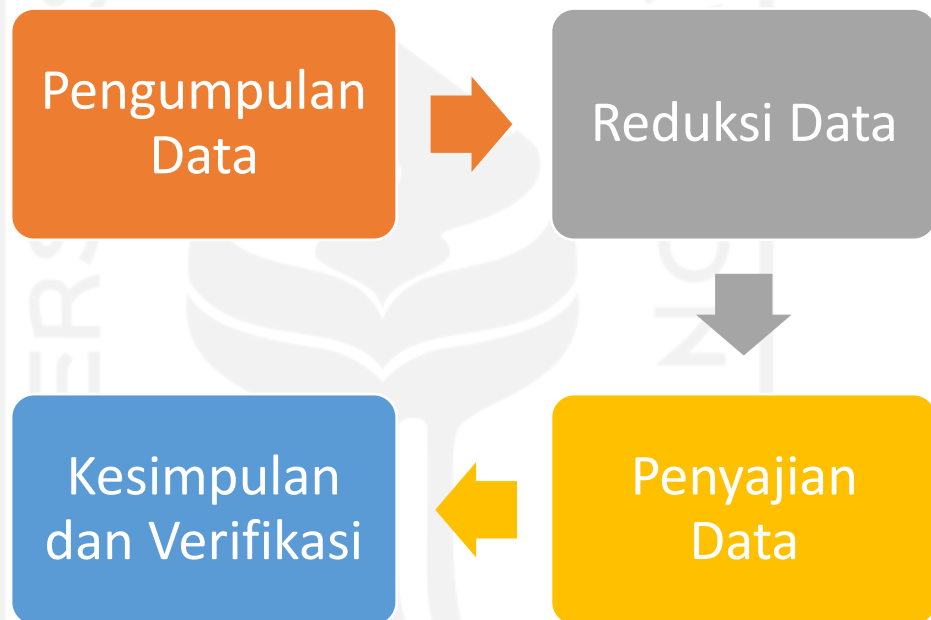 Pengumpulan
Data
Reduksi Data
Kesimpulan
dan Verifikasi
Penyajian
Data